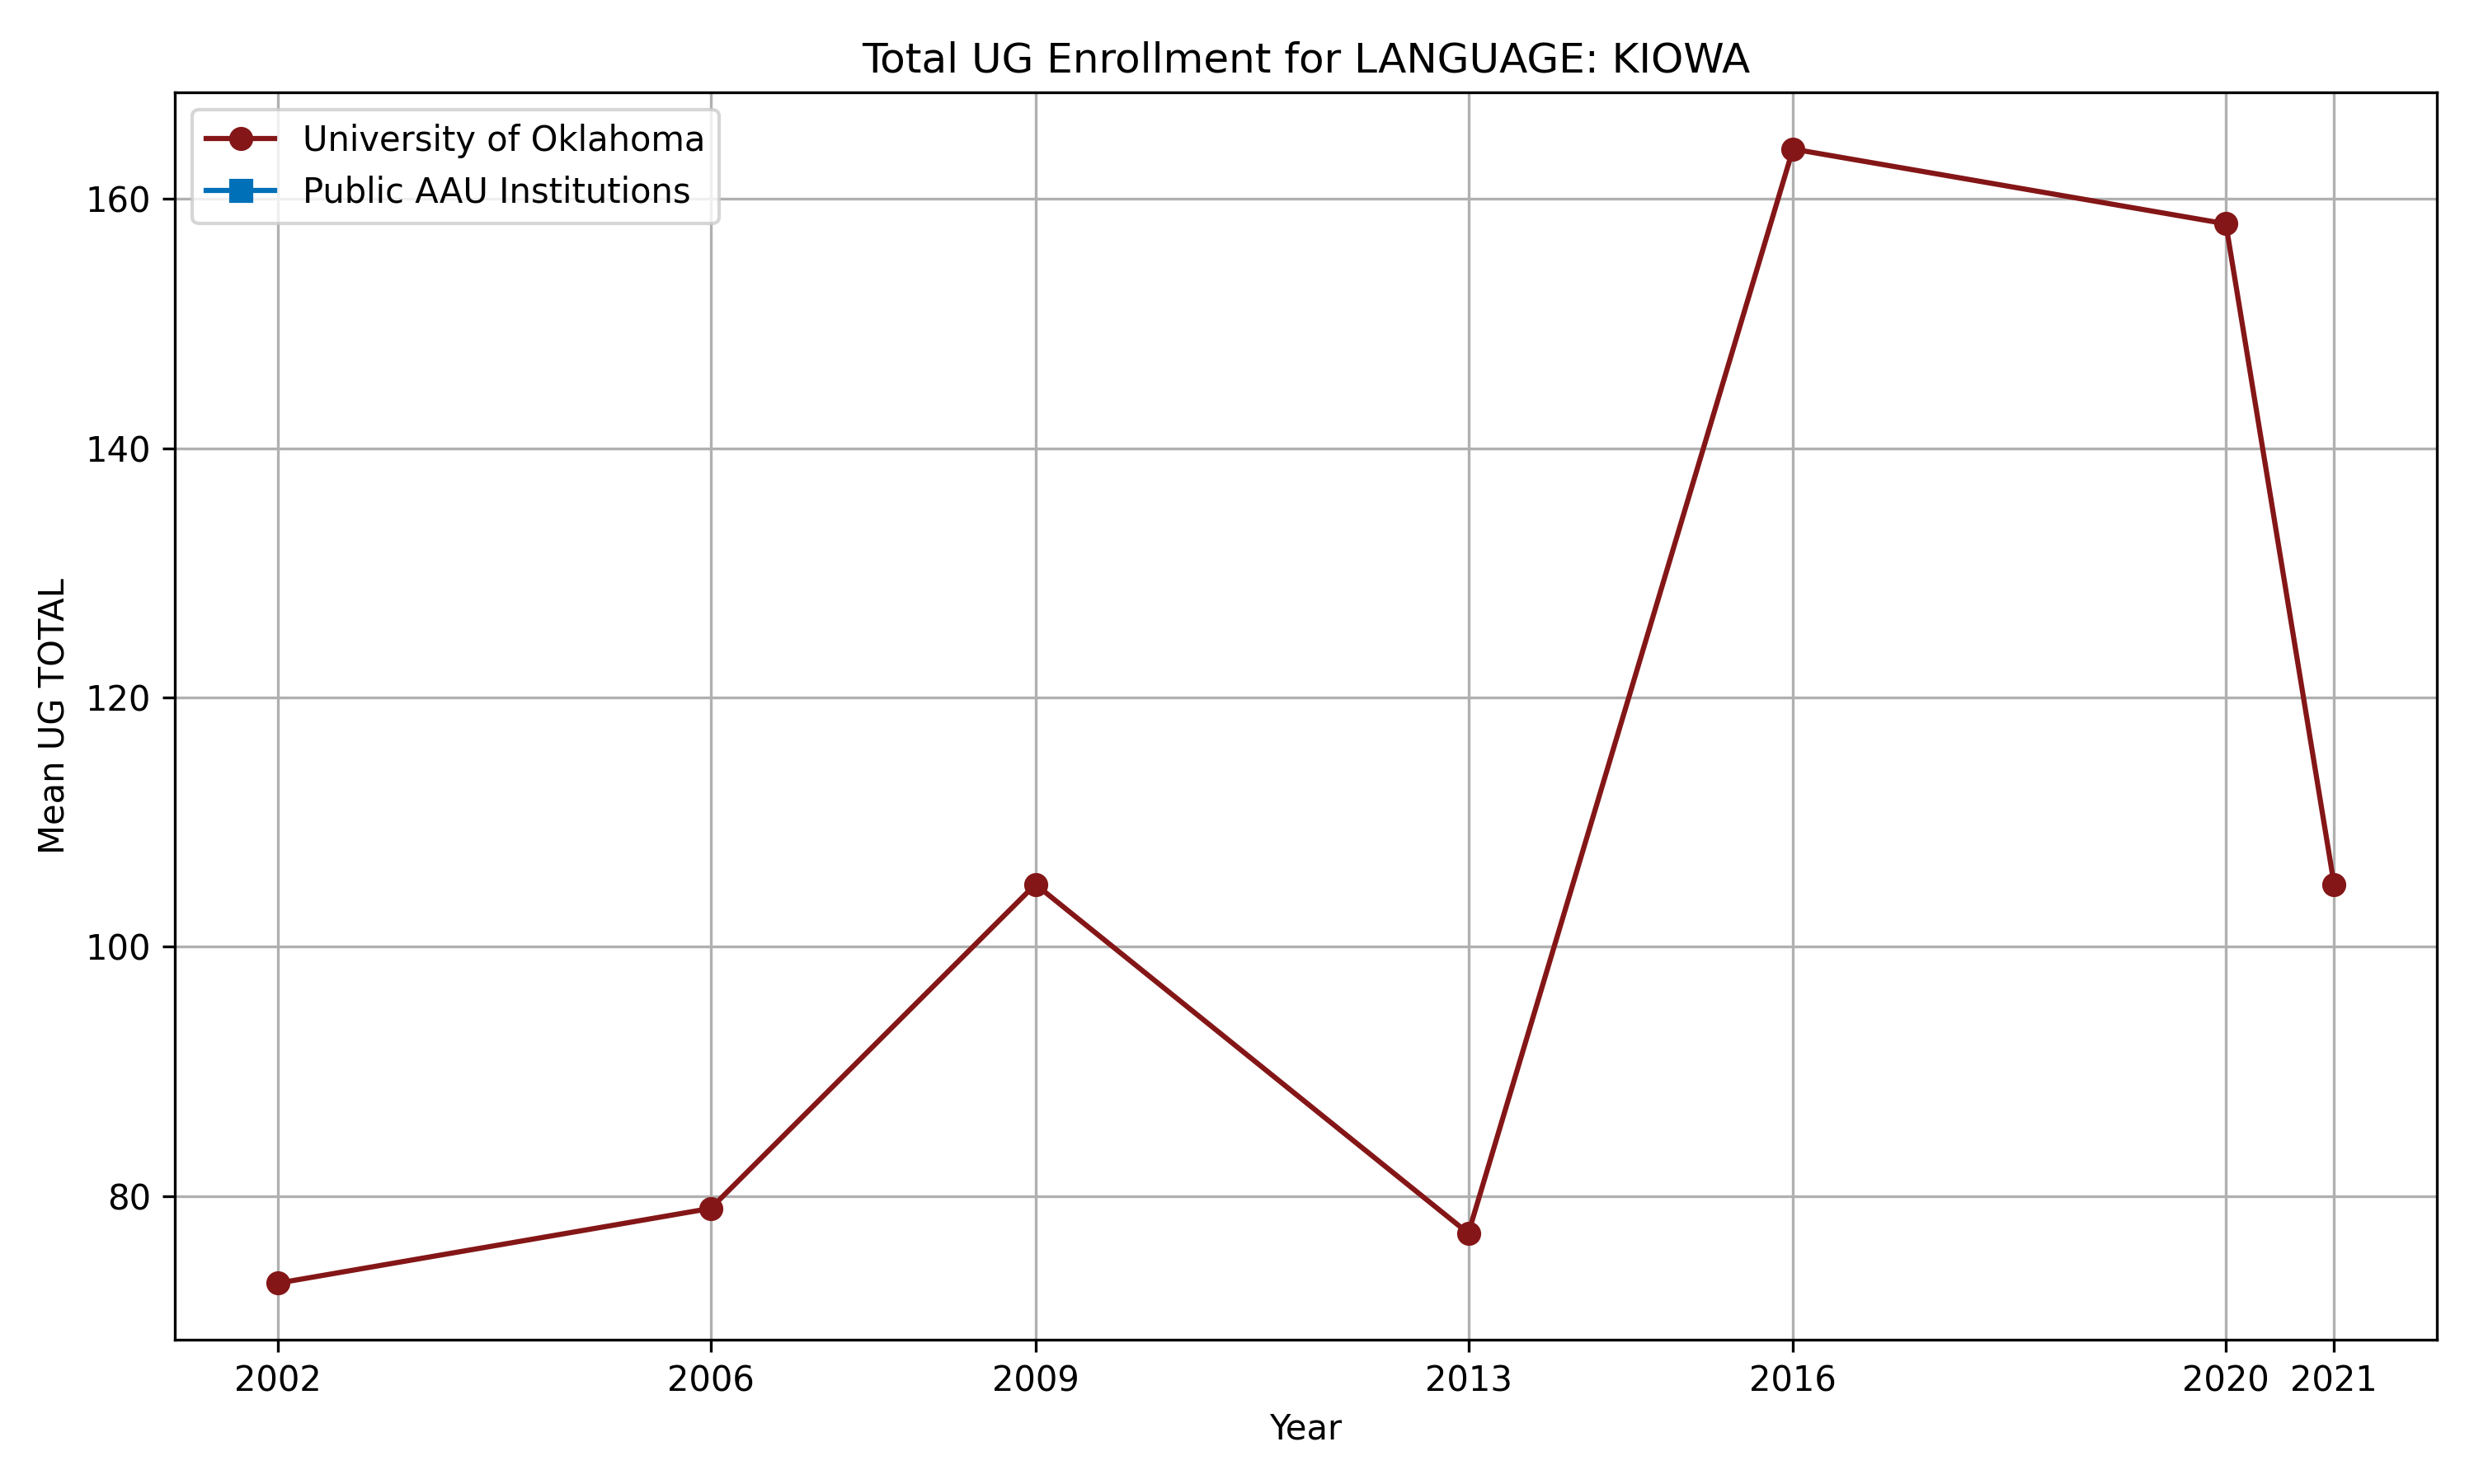 Total UG Enrollment for LANGUAGE: KIOWA
University of Oklahoma
Public AAU Institutions
160
140
120
100
80
Mean UG TOTAL
2002 2006 2009 2013 2016 2020 2021
Year